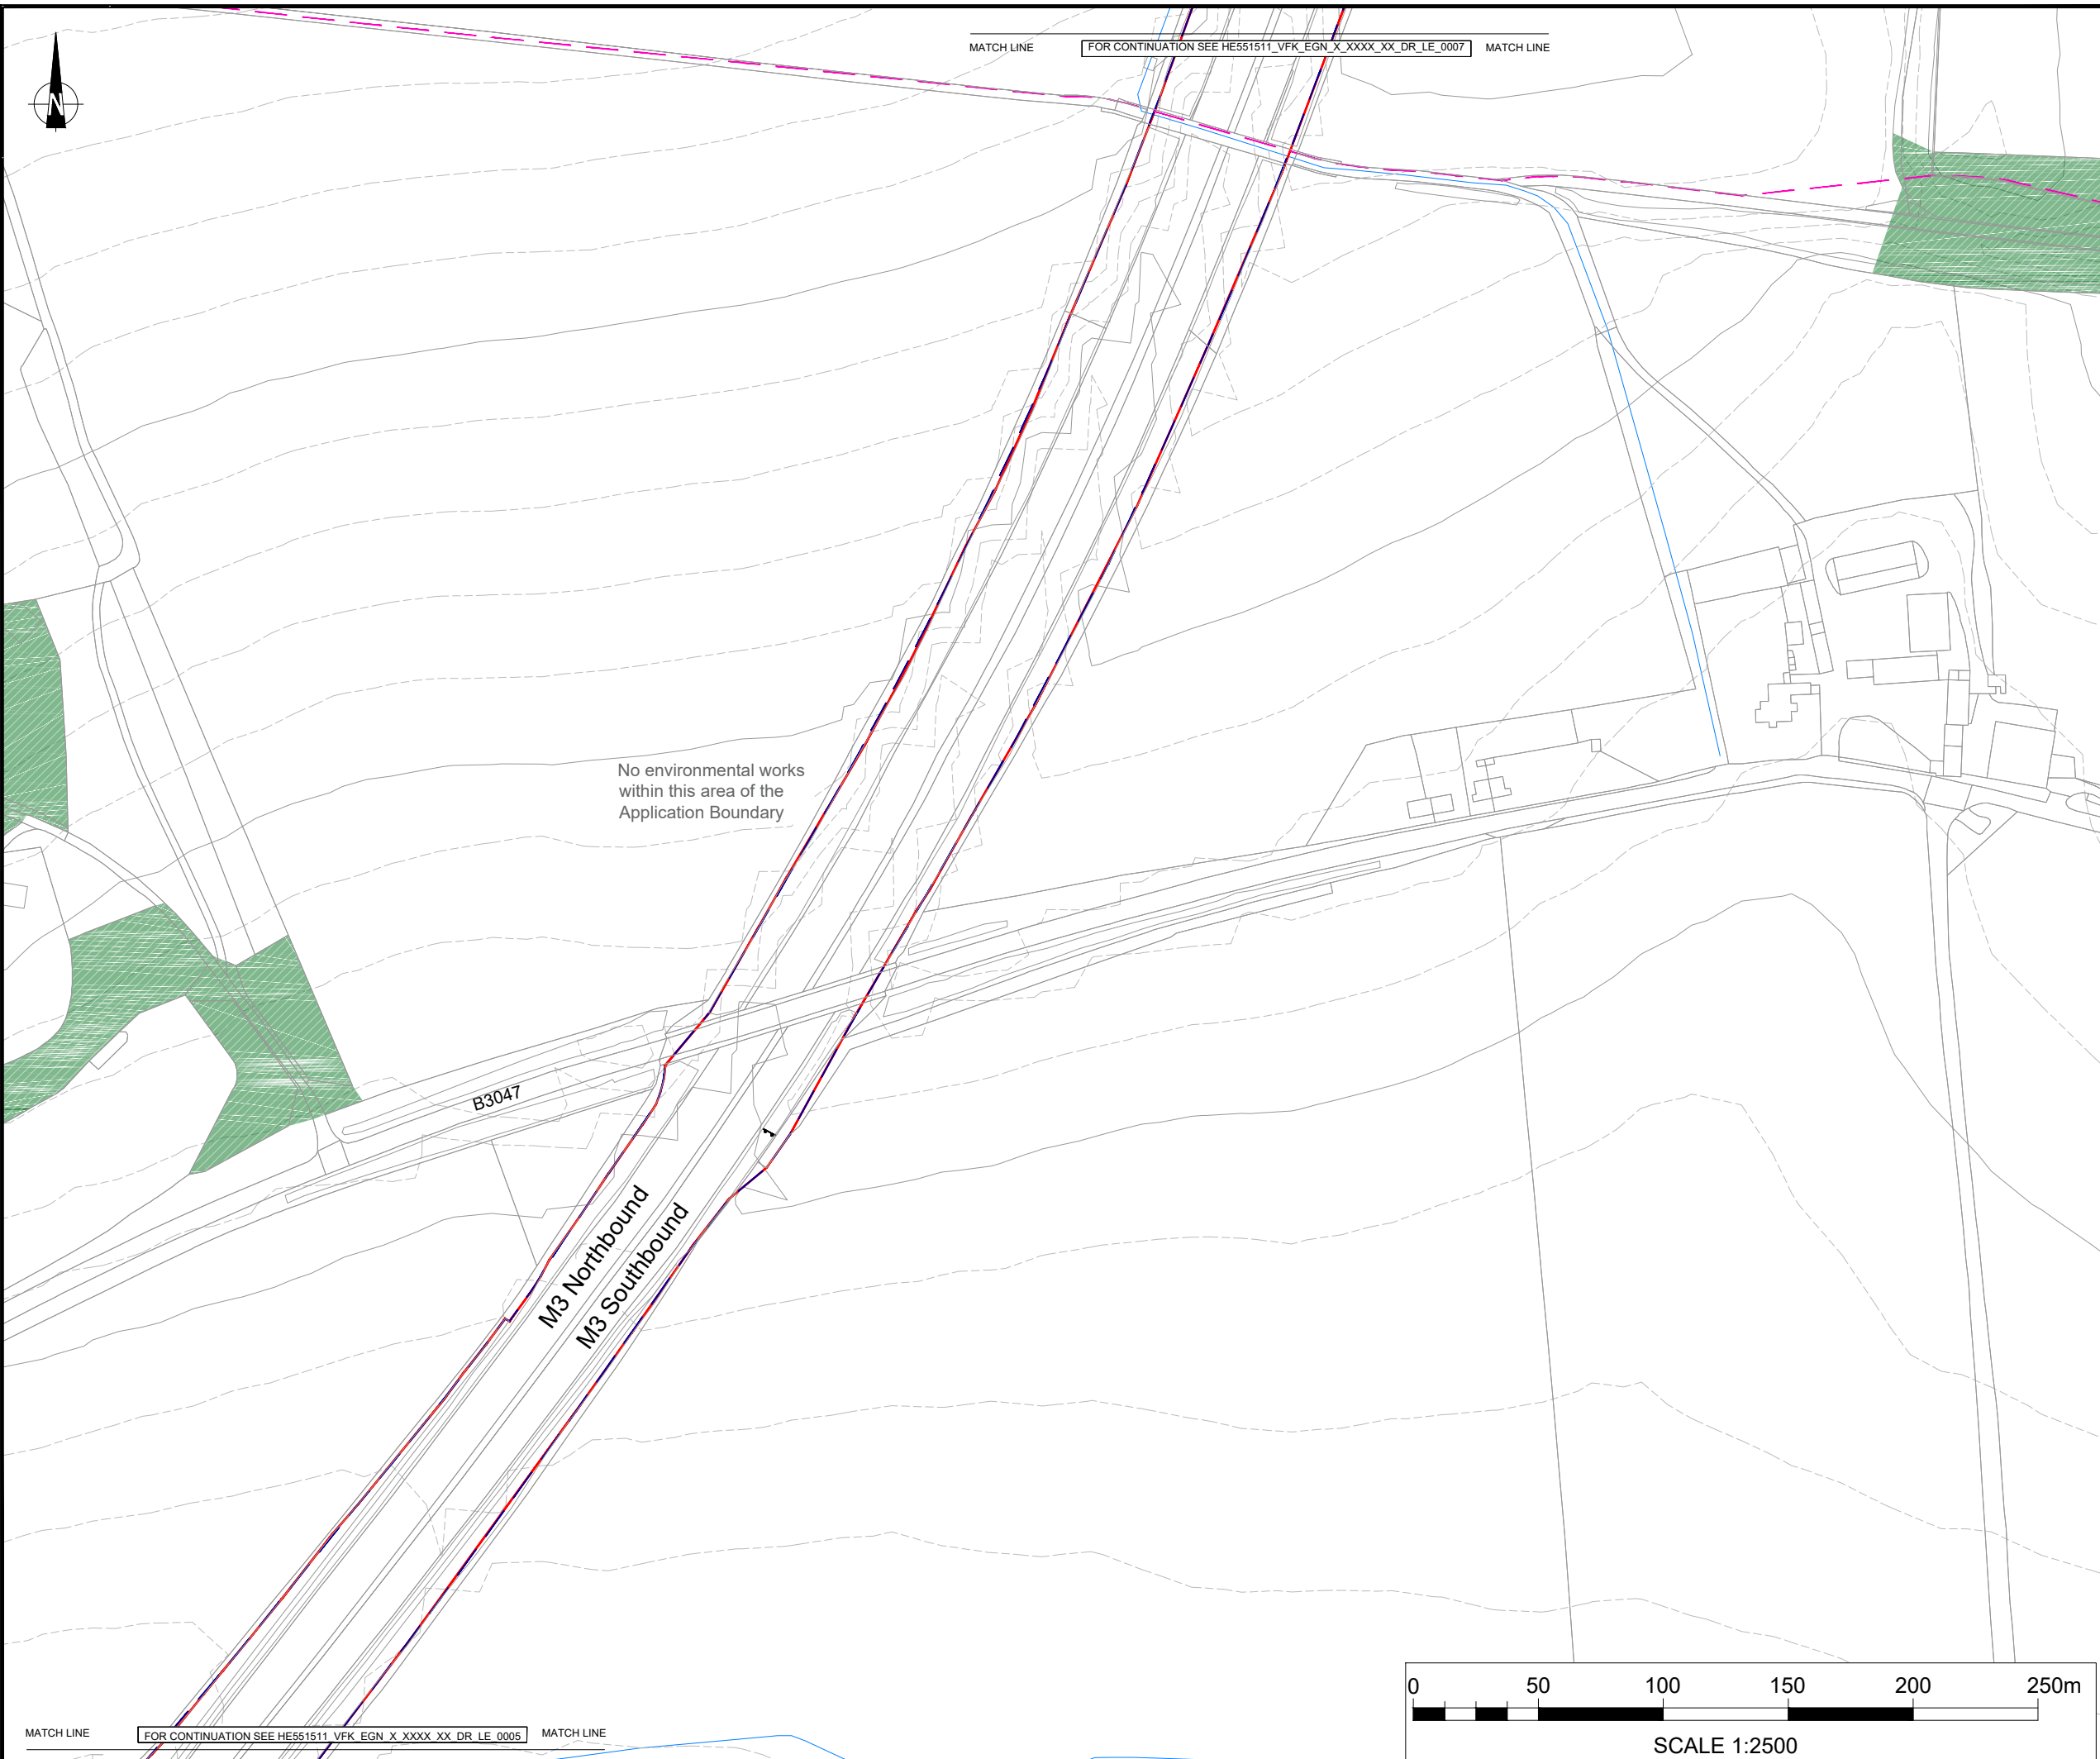 N
MATCH LINE
FOR CONTINUATION SEE HE551511_VFK_EGN_X_XXXX_XX_DR_LE_0007
MATCH LINE
No environmental works
within this area of the
Application Boundary
B3047
M3 Northbound
M3 Southbound
MATCH LINE
FOR CONTINUATION SEE HE551511_VFK_EGN_X_XXXX_XX_DR_LE_0005
MATCH LINE
0 50 100 150 200 250m
SCALE 1:2500